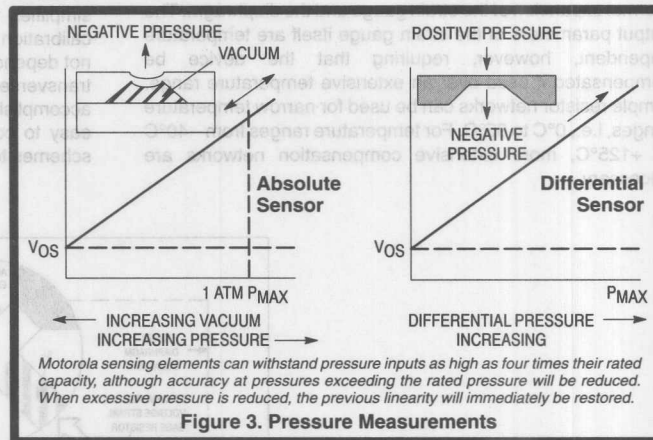 NEGATIVE PRESSURE
VACUUM
Absolute
Sensor
VOS
1 ATM PMAX
INCREASING VACUUM
INCREASING PRESSURE
POSITIVE PRESSURE
NEGATIVE
PRESSURE
Differential
Sensor
VOS
PMAX
DIFFERENTIAL PRESSURE
INCREASING
Motorola sensing elements can withstand pressure inputs as high as four times their rated
capacity, although accuracy at pressures exceeding the rated pressure will be reduced.
When excessive pressure is reduced, the previous linearity will immediately be restored.
Figure 3. Pressure Measurements